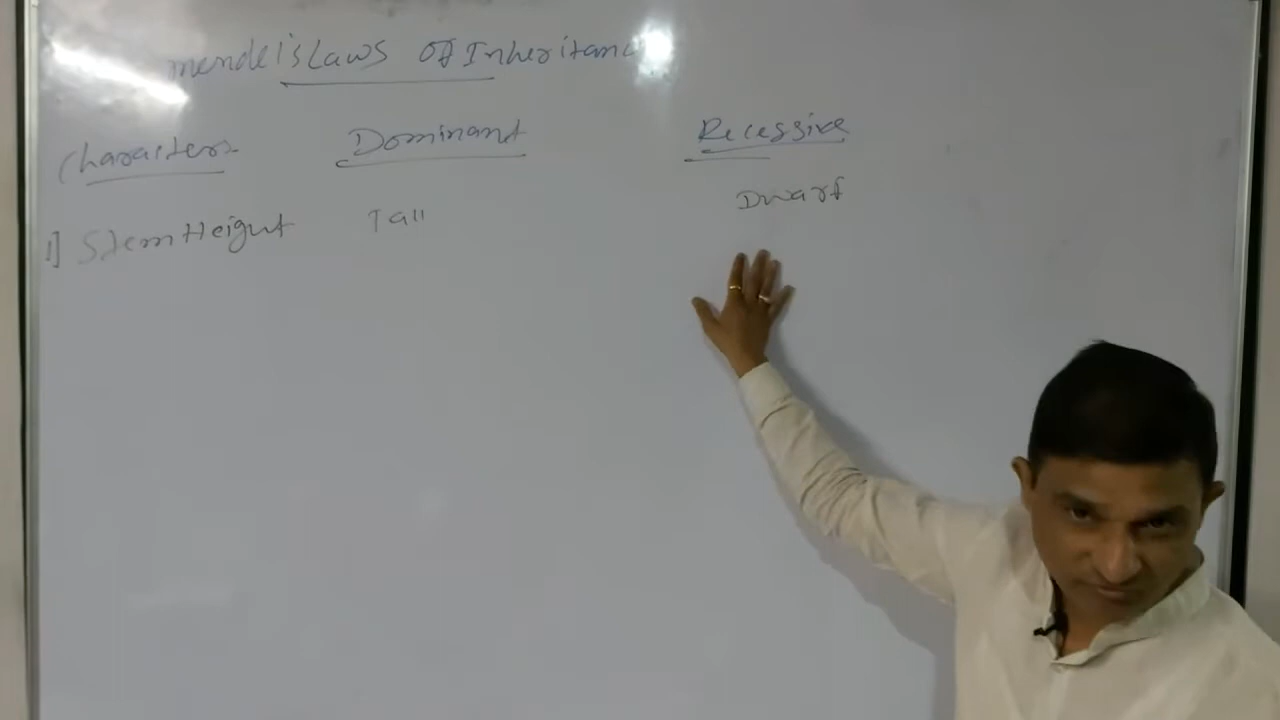 Mendel's Laws Of Inheritanc
Characters Dominant Recessive
1] Stem Height Tall Dwarf